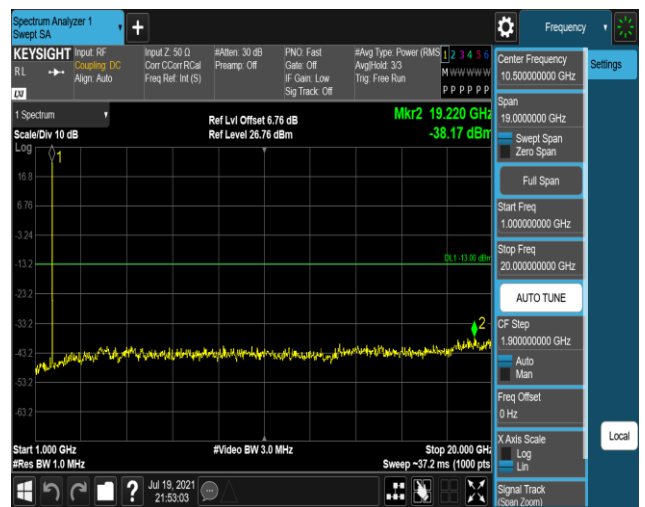 Spectrum Analyzer 1
Swept SA
Frequency
KEYSIGHT
RL
LXI
Input: RF
Coupling: DC
Align: Auto
Input Z: 50 Ω
Corr CCorr RCal
Freq Ref: Int (S)
#Atten: 30 dB
Preamp: Off
PNO: Fast
Gate: Off
IF Gain: Low
Sig Track: Off
#Avg Type: Power (RMS
Avg|Hold: 3/3
Trig: Free Run
1 2 3 4 5 6
M W W W W W
P P P P P P
1 Spectrum
Scale/Div 10 dB
Ref Lvl Offset 6.76 dB
Ref Level 26.76 dBm
Mkr2 19.220 GHz
-38.17 dBm
Log
1
16.8
6.76
-3.24
-13.2
DL1 -13.00 dBm
-23.2
-33.2
2
-43.2
-53.2
-63.2
Start 1.000 GHz
#Res BW 1.0 MHz
#Video BW 3.0 MHz
Stop 20.000 GHz
Sweep ~37.2 ms (1000 pts
?
Jul 19, 2021
21:53:03
Center Frequency
10.500000000 GHz
Span
19.0000000 GHz
Swept Span
Zero Span
Full Span
Start Freq
1.000000000 GHz
Stop Freq
20.000000000 GHz
AUTO TUNE
CF Step
1.900000000 GHz
Auto
Man
Freq Offset
0 Hz
X Axis Scale
Log
Lin
Signal Track
(Span Zoom)
Settings
Local